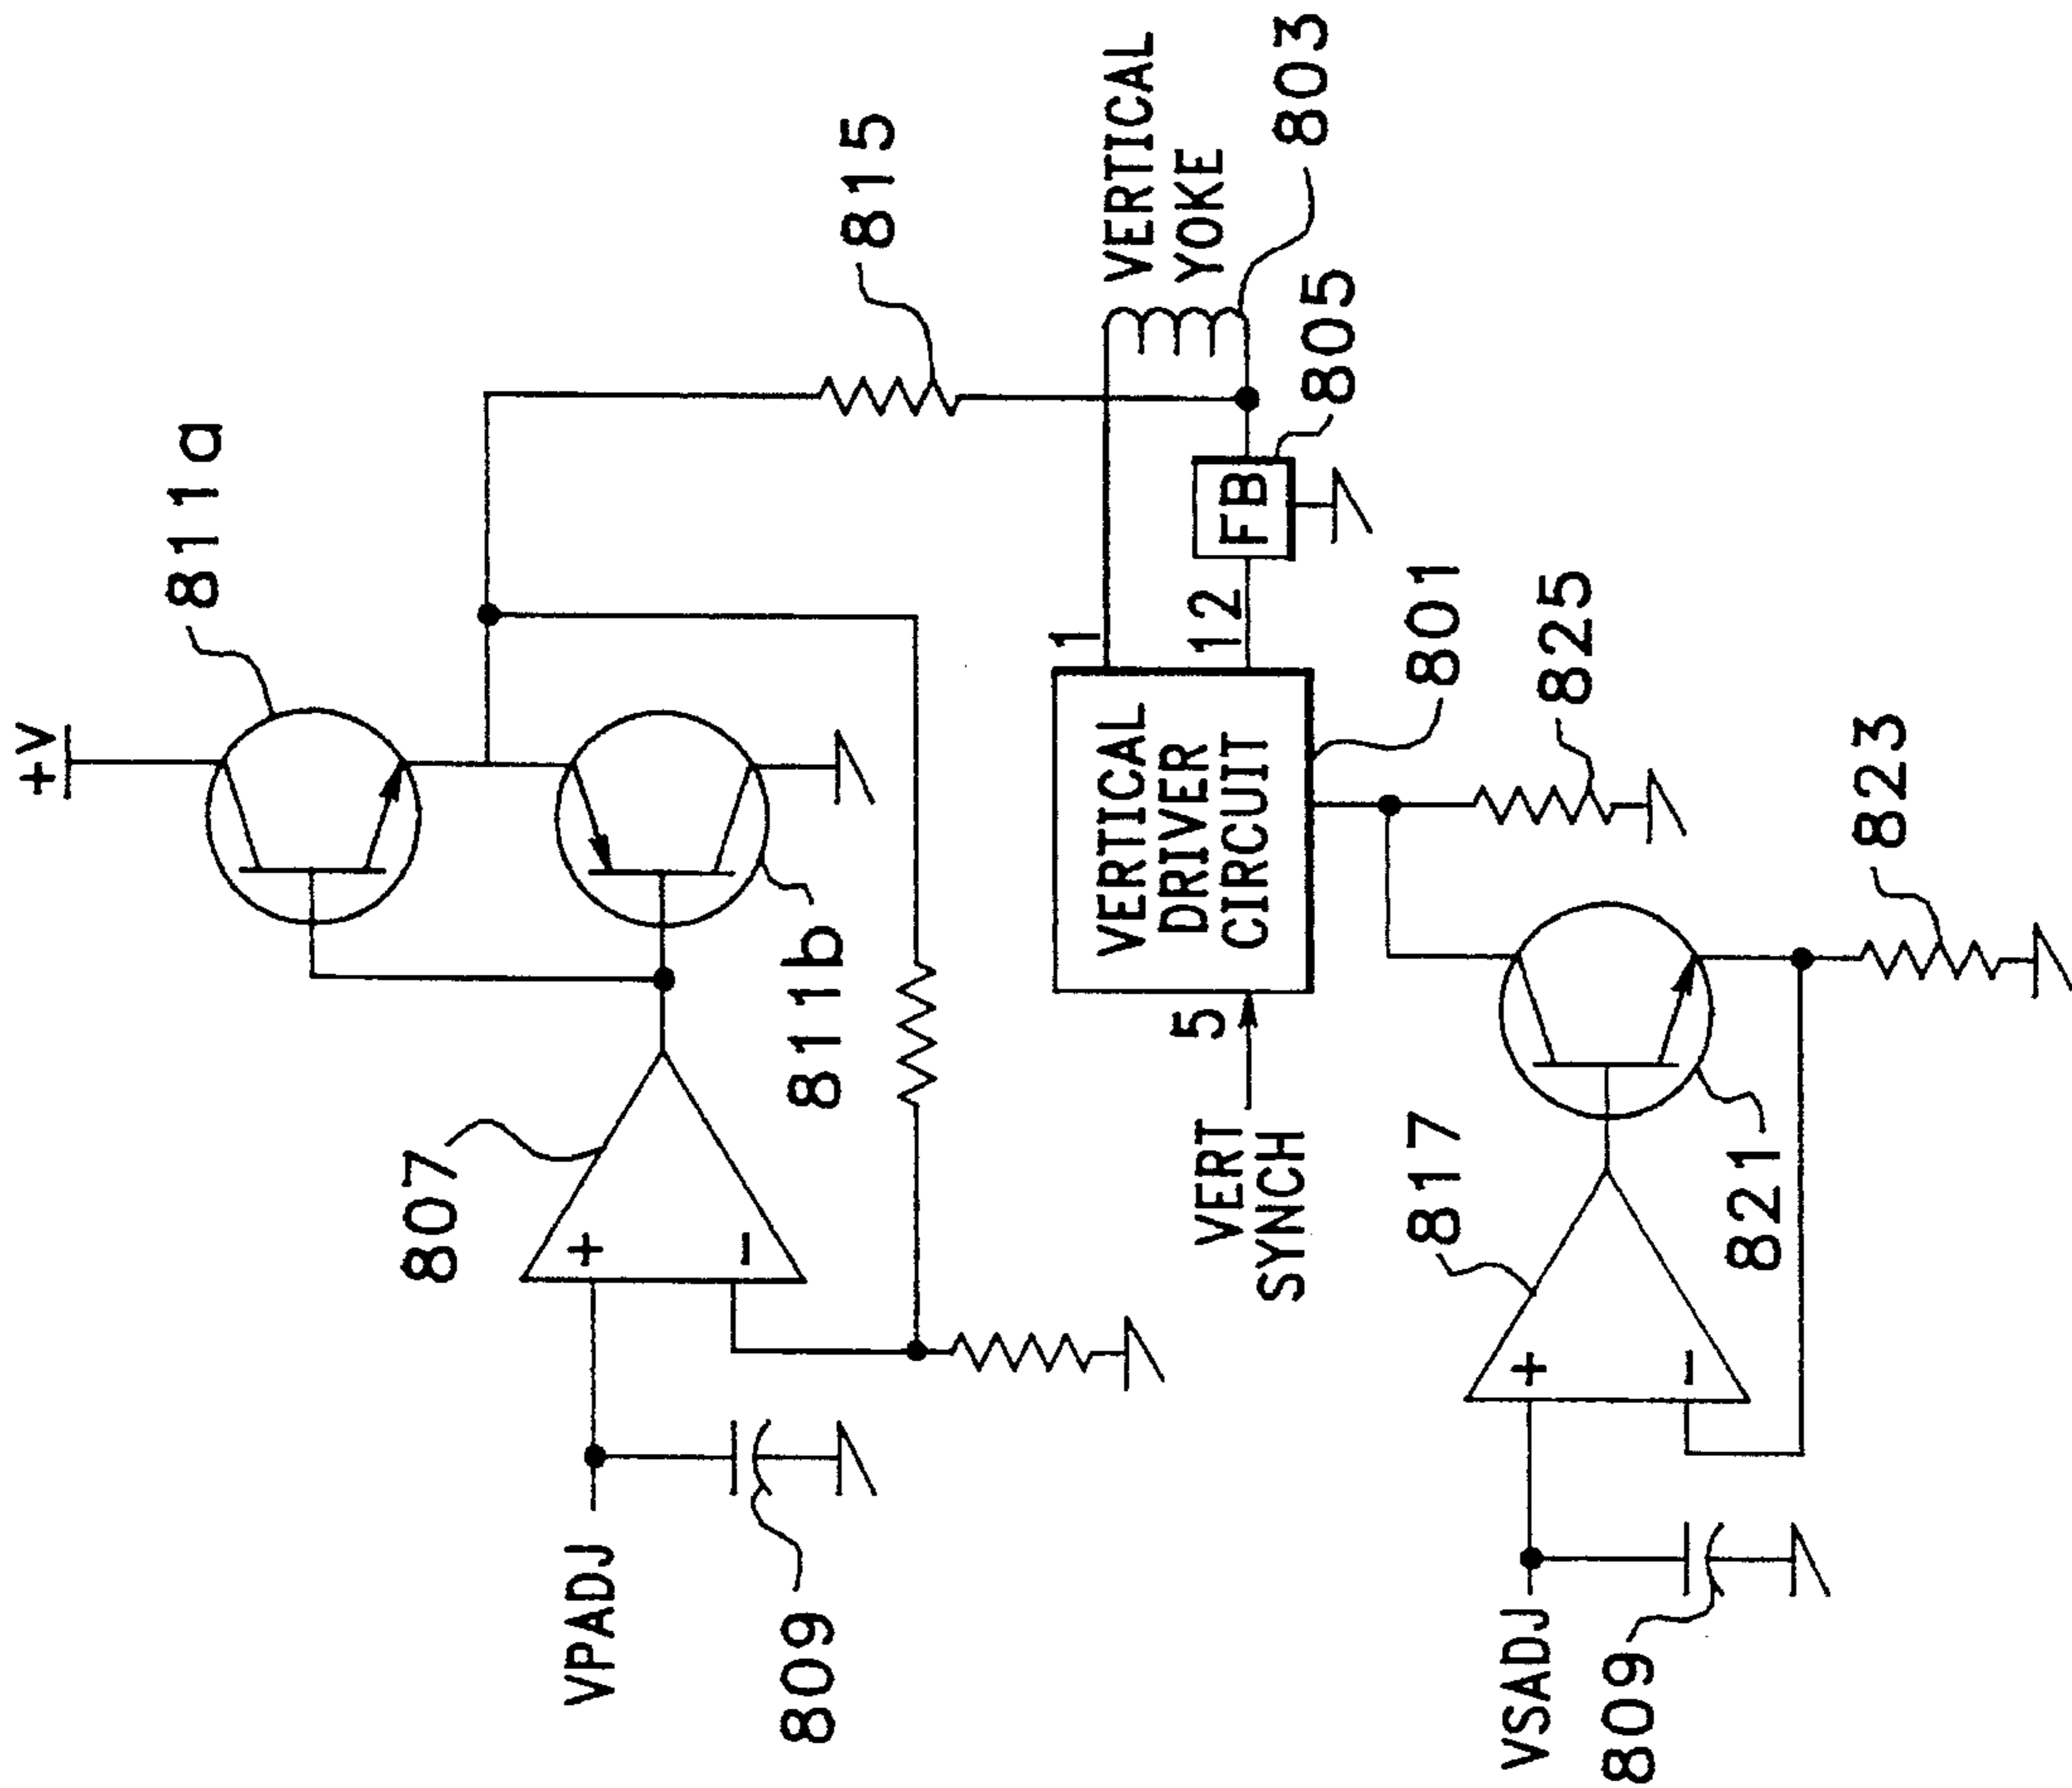 +V
811a
815
807
+
-
811b
VPADJ
809
VERTICAL
YOKE
803
1
VERTICAL
DRIVER
CIRCUIT
12
FB
805
VERT
SYNCH
5
801
825
817
+
-
821
823
VSADJ
809